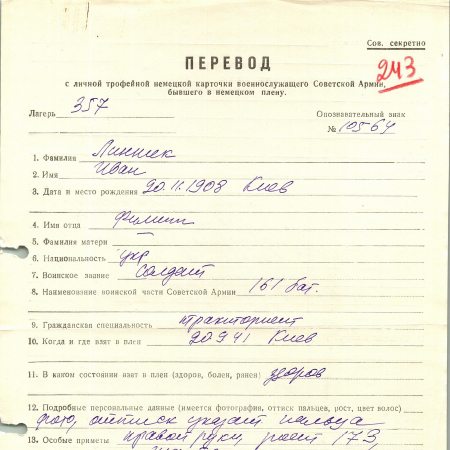 Сов. секретно
ПЕРЕВОД
243
с личной трофейной немецкой карточки военнослужащего Советской Армии,
бывшего в немецком плену.
Лагерь 357
Опознавательный знак
№ 10564
1. Фамилия
2. Имя Иван
3. Дата и место рождения 20.11.1908 Киев
4. Имя отца Филипп
5. Фамилия матери —
6. Национальность укр
7. Воинское звание Солдат
8. Наименование воинской части Советской Армии 161 бат.
9. Гражданская специальность тракторист
10. Когда и где взят в плен 20.9.41 Киев
11. В каком состоянии взят в плен (здоров, болен, ранен) здоров
12. Подробные персональные данные (имеется фотография, оттиск пальцев, рост, цвет волос)
фото, оттиск указат пальца
13. Особые приметы правой руки, рост 173,